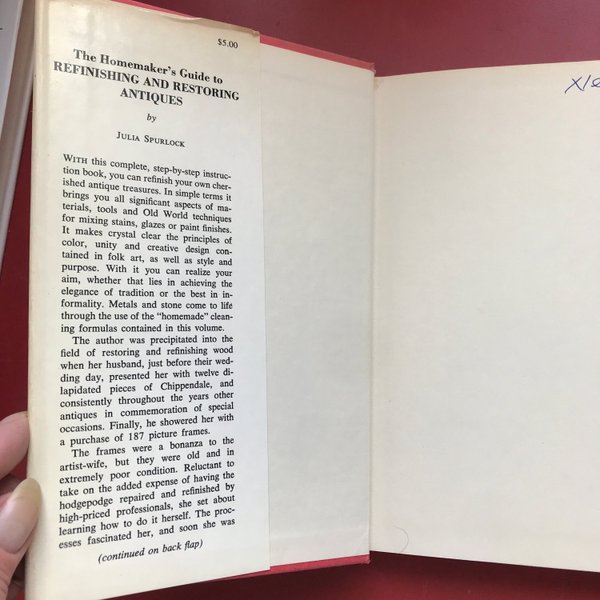 $5.00
The Homemaker's Guide to
REFINISHING AND RESTORING
ANTIQUES
by
JULIA SPURLOCK
WITH this complete, step-by-step instruc-
tion book, you can refinish your own cher-
ished antique treasures. In simple terms it
brings you all significant aspects of ma-
terials, tools and Old World techniques
for mixing stains, glazes or paint finishes.
It makes crystal clear the principles of
color, unity and creative design con-
tained in folk art, as well as style and
purpose. With it you can realize your
aim, whether that lies in achieving the
elegance of tradition or the best in in-
formality. Metals and stone come to life
through the use of the "homemade" clean-
ing formulas contained in this volume.
The author was precipitated into the
field of restoring and refinishing wood
when her husband, just before their wed-
ding day, presented her with twelve di-
lapidated pieces of Chippendale, and
consistently throughout the years other
antiques in commemoration of special
occasions. Finally, he showered her with
a purchase of 187 picture frames.
The frames were a bonanza to the
artist-wife, but they were old and in
extremely poor condition. Reluctant to
take on the added expense of having the
hodgepodge repaired and refinished by
high-priced professionals, she set about
learning how to do it herself. The proc-
esses fascinated her, and soon she was
(continued on back flap)